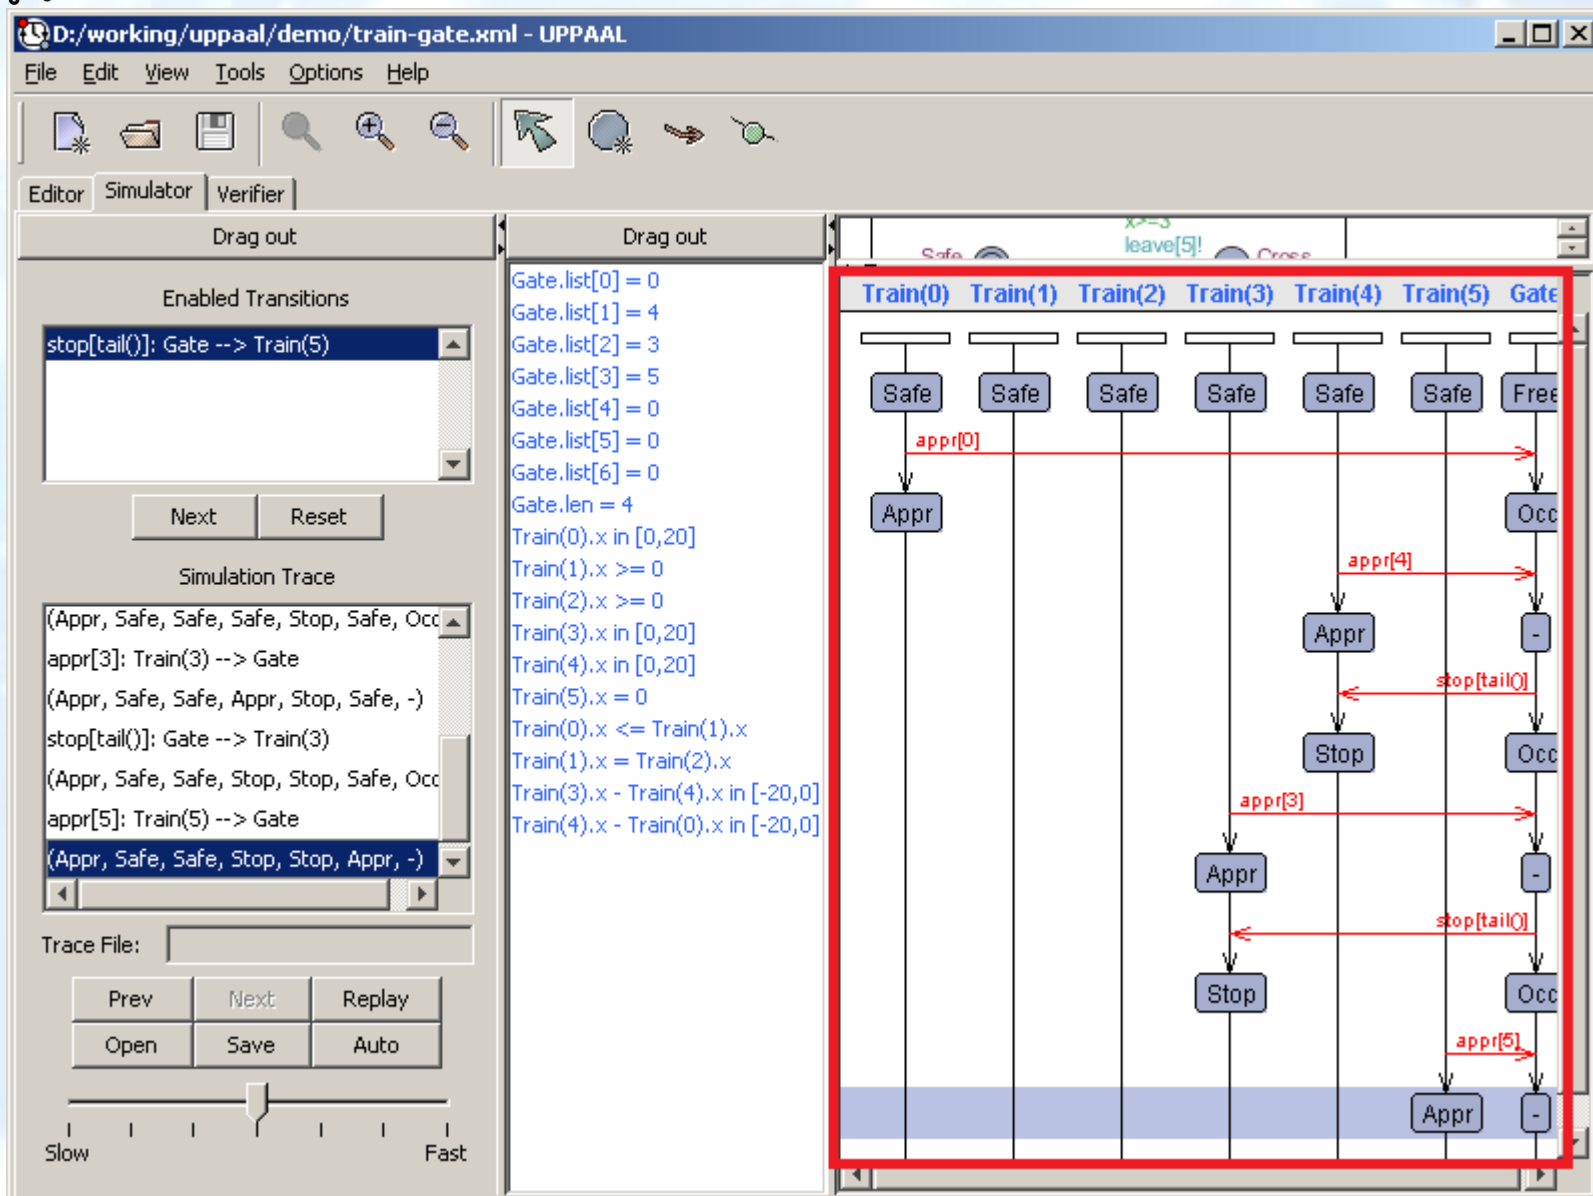 D:/working/uppaal/demo/train-gate.xml - UPPAAL
File Edit View Tools Options Help
Editor Simulator Verifier
Drag out
Enabled Transitions
stop[tail()]: Gate --> Train(5)
Next Reset
Simulation Trace
(Appr, Safe, Safe, Safe, Stop, Safe, Occ
appr[3]: Train(3) --> Gate
(Appr, Safe, Safe, Appr, Stop, Safe, -)
stop[tail()]: Gate --> Train(3)
(Appr, Safe, Safe, Stop, Stop, Safe, Occ
appr[5]: Train(5) --> Gate
(Appr, Safe, Safe, Stop, Stop, Appr, -)
Trace File:
Prev Next Replay
Open Save Auto
Slow Fast
Drag out
Gate.list[0] = 0
Gate.list[1] = 4
Gate.list[2] = 3
Gate.list[3] = 5
Gate.list[4] = 0
Gate.list[5] = 0
Gate.list[6] = 0
Gate.len = 4
Train(0).x in [0,20]
Train(1).x >= 0
Train(2).x >= 0
Train(3).x in [0,20]
Train(4).x in [0,20]
Train(5).x = 0
Train(0).x <= Train(1).x
Train(1).x = Train(2).x
Train(3).x - Train(4).x in [-20,0]
Train(4).x - Train(0).x in [-20,0]
x>=3
leave[5]!
Safe Cross
Train(0) Train(1) Train(2) Train(3) Train(4) Train(5) Gate
Safe Safe Safe Safe Safe Safe Free
appr[0]
Appr Occ
appr[4]
Appr -
stop[tail()]
Stop Occ
appr[3]
Appr -
stop[tail()]
Stop Occ
appr[5]
Appr -